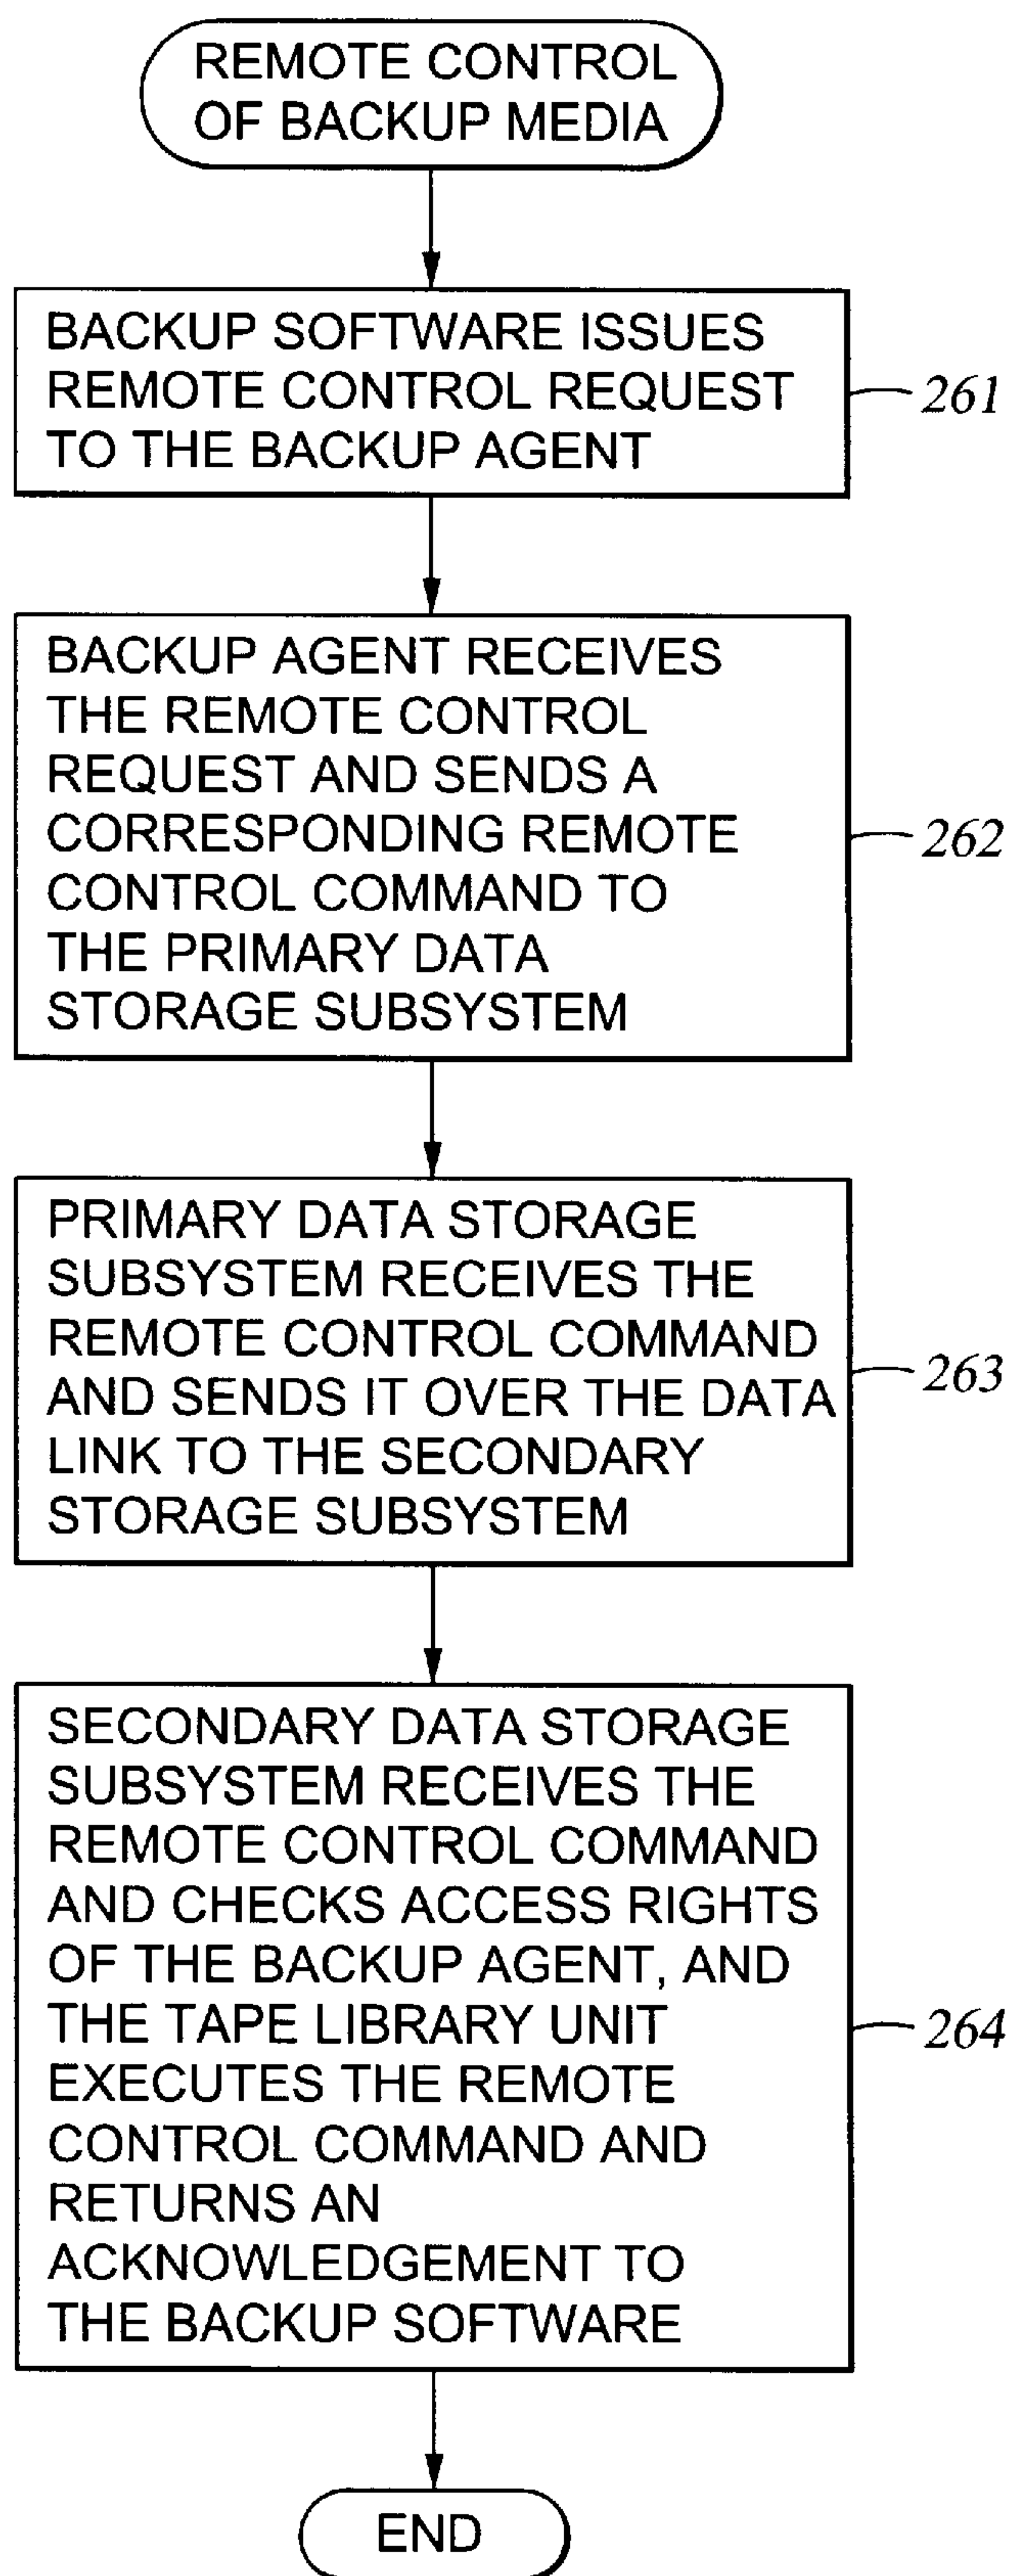 REMOTE CONTROL
OF BACKUP MEDIA
BACKUP SOFTWARE ISSUES
REMOTE CONTROL REQUEST
TO THE BACKUP AGENT
261
BACKUP AGENT RECEIVES
THE REMOTE CONTROL
REQUEST AND SENDS A
CORRESPONDING REMOTE
CONTROL COMMAND TO
THE PRIMARY DATA
STORAGE SUBSYSTEM
262
PRIMARY DATA STORAGE
SUBSYSTEM RECEIVES THE
REMOTE CONTROL COMMAND
AND SENDS IT OVER THE DATA
LINK TO THE SECONDARY
STORAGE SUBSYSTEM
263
SECONDARY DATA STORAGE
SUBSYSTEM RECEIVES THE
REMOTE CONTROL COMMAND
AND CHECKS ACCESS RIGHTS
OF THE BACKUP AGENT, AND
THE TAPE LIBRARY UNIT
EXECUTES THE REMOTE
CONTROL COMMAND AND
RETURNS AN
ACKNOWLEDGEMENT TO
THE BACKUP SOFTWARE
264
END